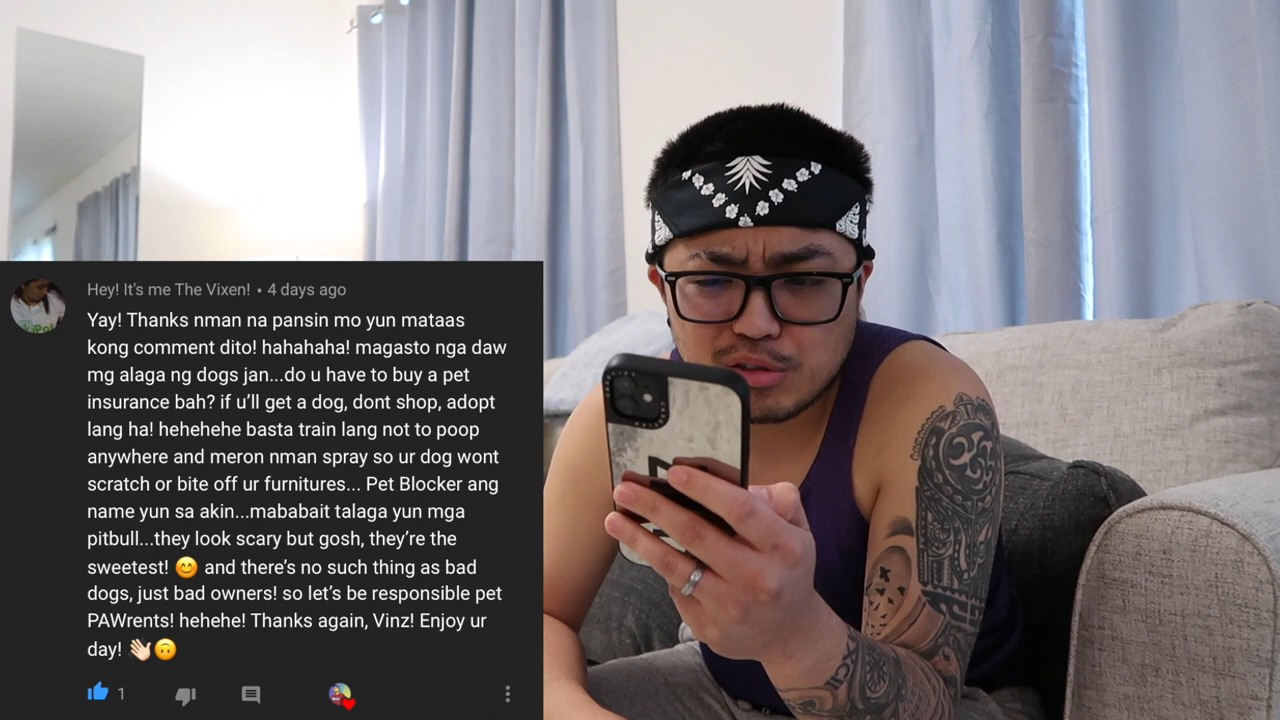 Hey! It's me The Vixen! • 4 days ago
Yay! Thanks nman na pansin mo yun mataas
kong comment dito! hahahaha! magasto nga daw
mg alaga ng dogs jan...do u have to buy a pet
insurance bah? if u'll get a dog, dont shop, adopt
lang ha! hehehehe basta train lang not to poop
anywhere and meron nman spray so ur dog wont
scratch or bite off ur furnitures... Pet Blocker ang
name yun sa akin...mababait talaga yun mga
pitbull...they look scary but gosh, they're the
sweetest! 😊 and there's no such thing as bad
dogs, just bad owners! so let's be responsible pet
PAWrents! hehehe! Thanks again, Vinz! Enjoy ur
day! 👋🏻🙃
1